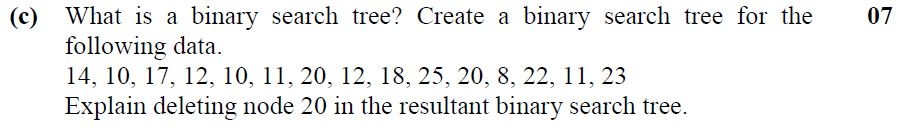 (c) What is a binary search tree? Create a binary search tree for the 07
following data.
14, 10, 17, 12, 10, 11, 20, 12, 18, 25, 20, 8, 22, 11, 23
Explain deleting node 20 in the resultant binary search tree.